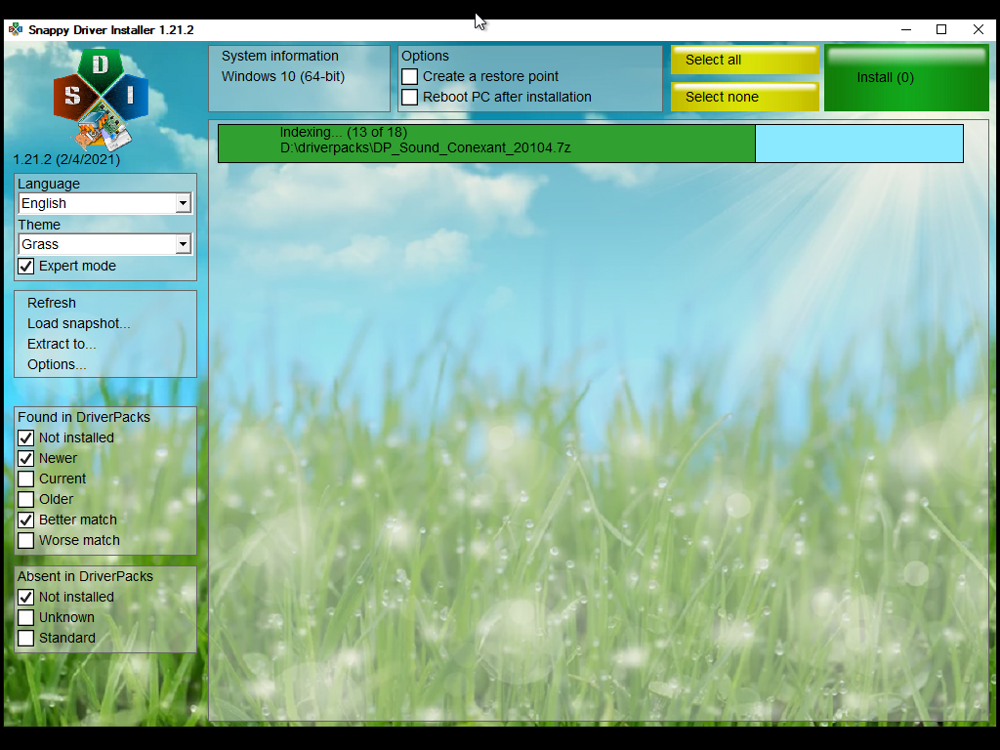 Snappy Driver Installer 1.21.2
D
S I
1.21.2 (2/4/2021)
System information
Windows 10 (64-bit)
Options
Create a restore point
Reboot PC after installation
Select all
Select none
Install (0)
Indexing... (13 of 18)
D:\driverpacks\DP_Sound_Conexant_20104.7z
Language
English
Theme
Grass
Expert mode
Refresh
Load snapshot...
Extract to...
Options...
Found in DriverPacks
Not installed
Newer
Current
Older
Better match
Worse match
Absent in DriverPacks
Not installed
Unknown
Standard